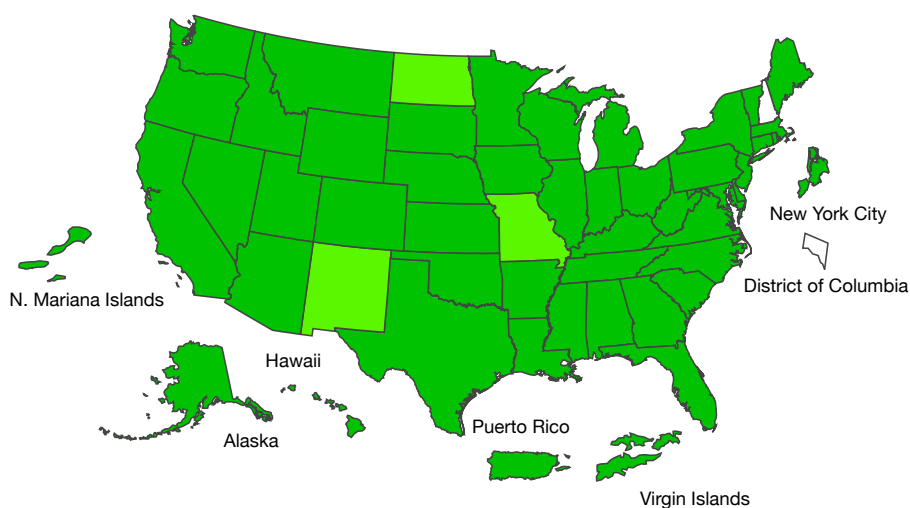 New York City
District of Columbia
N. Mariana Islands
Hawaii
Alaska
Puerto Rico
Virgin Islands